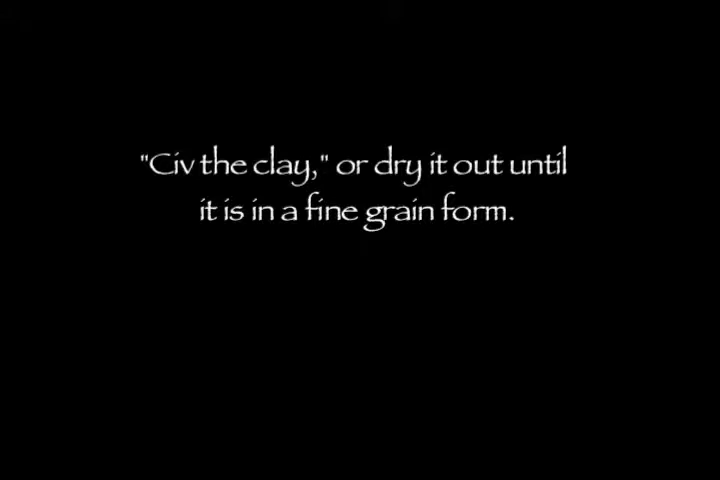 "Civ the clay," or dry it out until
it is in a fine grain form.